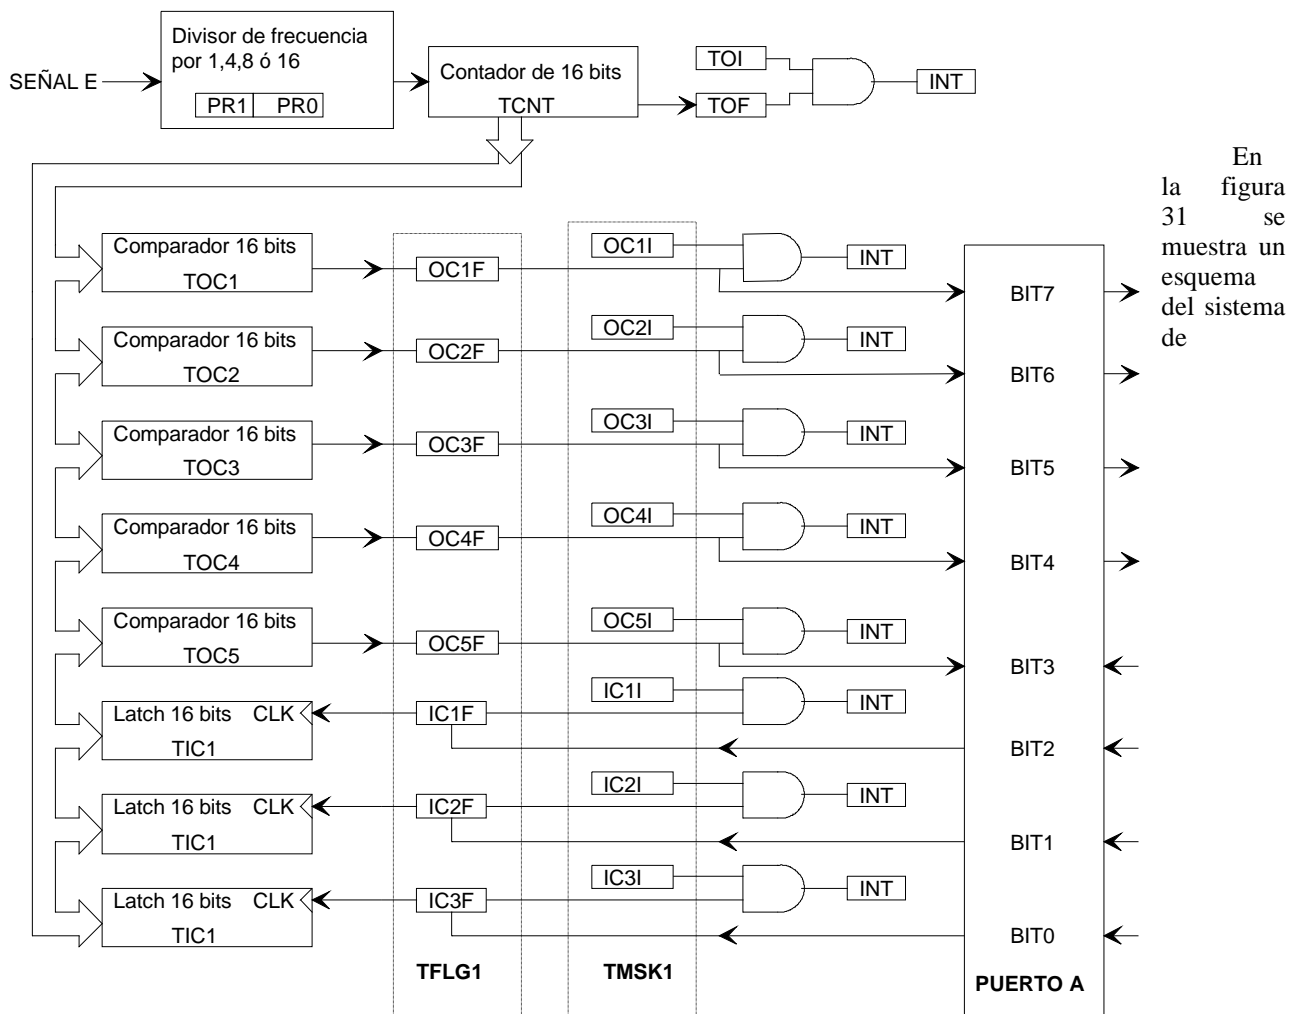 Divisor de frecuencia
por 1,4,8 ó 16
SEÑAL E
PR1 PR0
Contador de 16 bits
TCNT
TOI
TOF
INT
En
la figura
31 se
muestra un
esquema
del sistema
de
Comparador 16 bits
TOC1
OC1F
OC1I
INT
BIT7
Comparador 16 bits
TOC2
OC2F
OC2I
INT
BIT6
Comparador 16 bits
TOC3
OC3F
OC3I
INT
BIT5
Comparador 16 bits
TOC4
OC4F
OC4I
INT
BIT4
Comparador 16 bits
TOC5
OC5F
OC5I
INT
BIT3
Latch 16 bits CLK
TIC1
IC1F
IC1I
INT
BIT2
Latch 16 bits CLK
TIC1
IC2F
IC2I
INT
BIT1
Latch 16 bits CLK
TIC1
IC3F
IC3I
INT
BIT0
TFLG1
TMSK1
PUERTO A